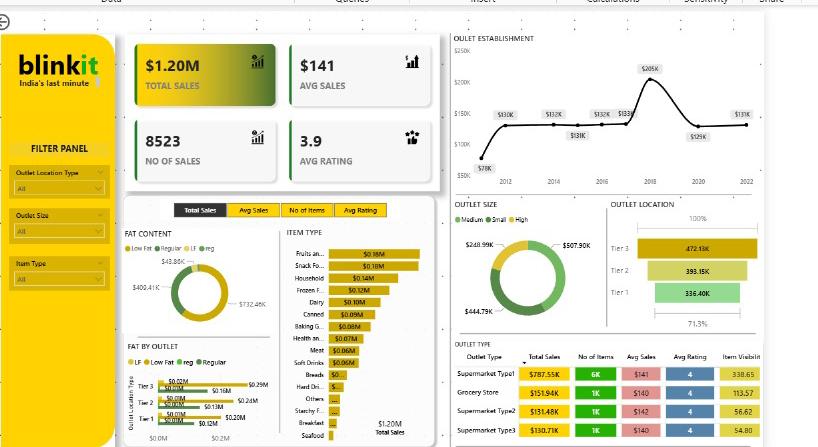 Data
Queries
Insert
Calculations
Sensitivity
Share
blinkit
India's last minute
FILTER PANEL
Outlet Location Type
All
Outlet Size
All
Item Type
All
$1.20M
TOTAL SALES
$141
AVG SALES
8523
NO OF SALES
3.9
AVG RATING
Total Sales
Avg Sales
No of Items
Avg Rating
FAT CONTENT
Low Fat Regular LF reg
$43.86K
$409.41K
$732.46K
FAT BY OUTLET
LF Low Fat reg Regular
Outlet Location Type
Tier 3
$0.02M
$0.01M
$0.29M
$0.16M
Tier 2
$0.01M
$0.01M
$0.24M
$0.13M
Tier 1
$0.01M
$0.01M
$0.20M
$0.12M
$0.0M
$0.2M
ITEM TYPE
Fruits an... $0.18M
Snack Fo... $0.18M
Household $0.14M
Frozen F... $0.12M
Dairy $0.10M
Canned $0.09M
Baking G... $0.08M
Health an... $0.07M
Meat $0.06M
Soft Drinks $0.06M
Breads $0...
Hard Dri... $...
Others ...
Starchy F... ...
Breakfast ...
Seafood
$1.20M
Total Sales
OULET ESTABLISHMENT
$250K
$200K
$150K
$100K
$50K
$78K
$130K
$132K
$131K
$132K
$133K
$205K
$129K
$131K
2012
2014
2016
2018
2020
2022
OUTLET SIZE
Medium Small High
$248.99K
$507.90K
$444.79K
OUTLET LOCATION
100%
Tier 3 472.13K
Tier 2 393.15K
Tier 1 336.40K
71.3%
OUTLET TYPE
Outlet Type Total Sales No of Items Avg Sales Avg Rating Item Visibilit
Supermarket Type1 $787.55K 6K $141 4 338.65
Grocery Store $151.94K 1K $140 4 113.57
Supermarket Type2 $131.48K 1K $142 4 56.62
Supermarket Type3 $130.71K 1K $140 4 54.80